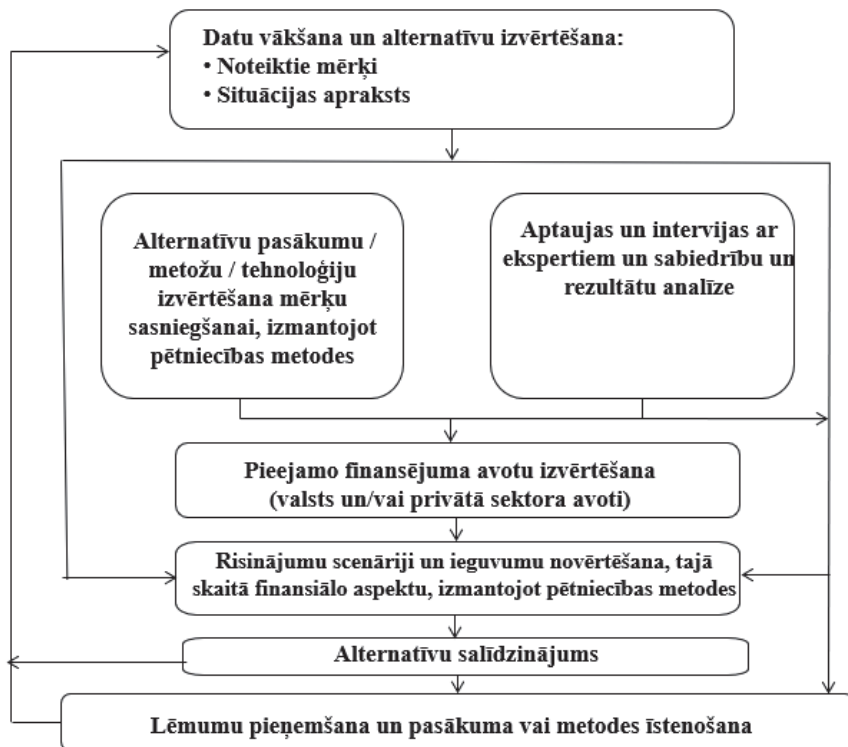 Datu vākšana un alternatīvu izvērtēšana:
• Noteiktie mērķi
• Situācijas apraksts
Alternatīvu pasākumu /
metožu / tehnoloģiju
izvērtēšana mērķu
sasniegšanai, izmantojot
pētniecības metodes
Aptaujas un intervijas ar
ekspertiem un sabiedrību un
rezultātu analīze
Pieejamo finansējuma avotu izvērtēšana
(valsts un/vai privātā sektora avoti)
Risinājumu scenāriji un ieguvumu novērtēšana, tajā
skaitā finansiālo aspektu, izmantojot pētniecības metodes
Alternatīvu salīdzinājums
Lēmumu pieņemšana un pasākuma vai metodes īstenošana